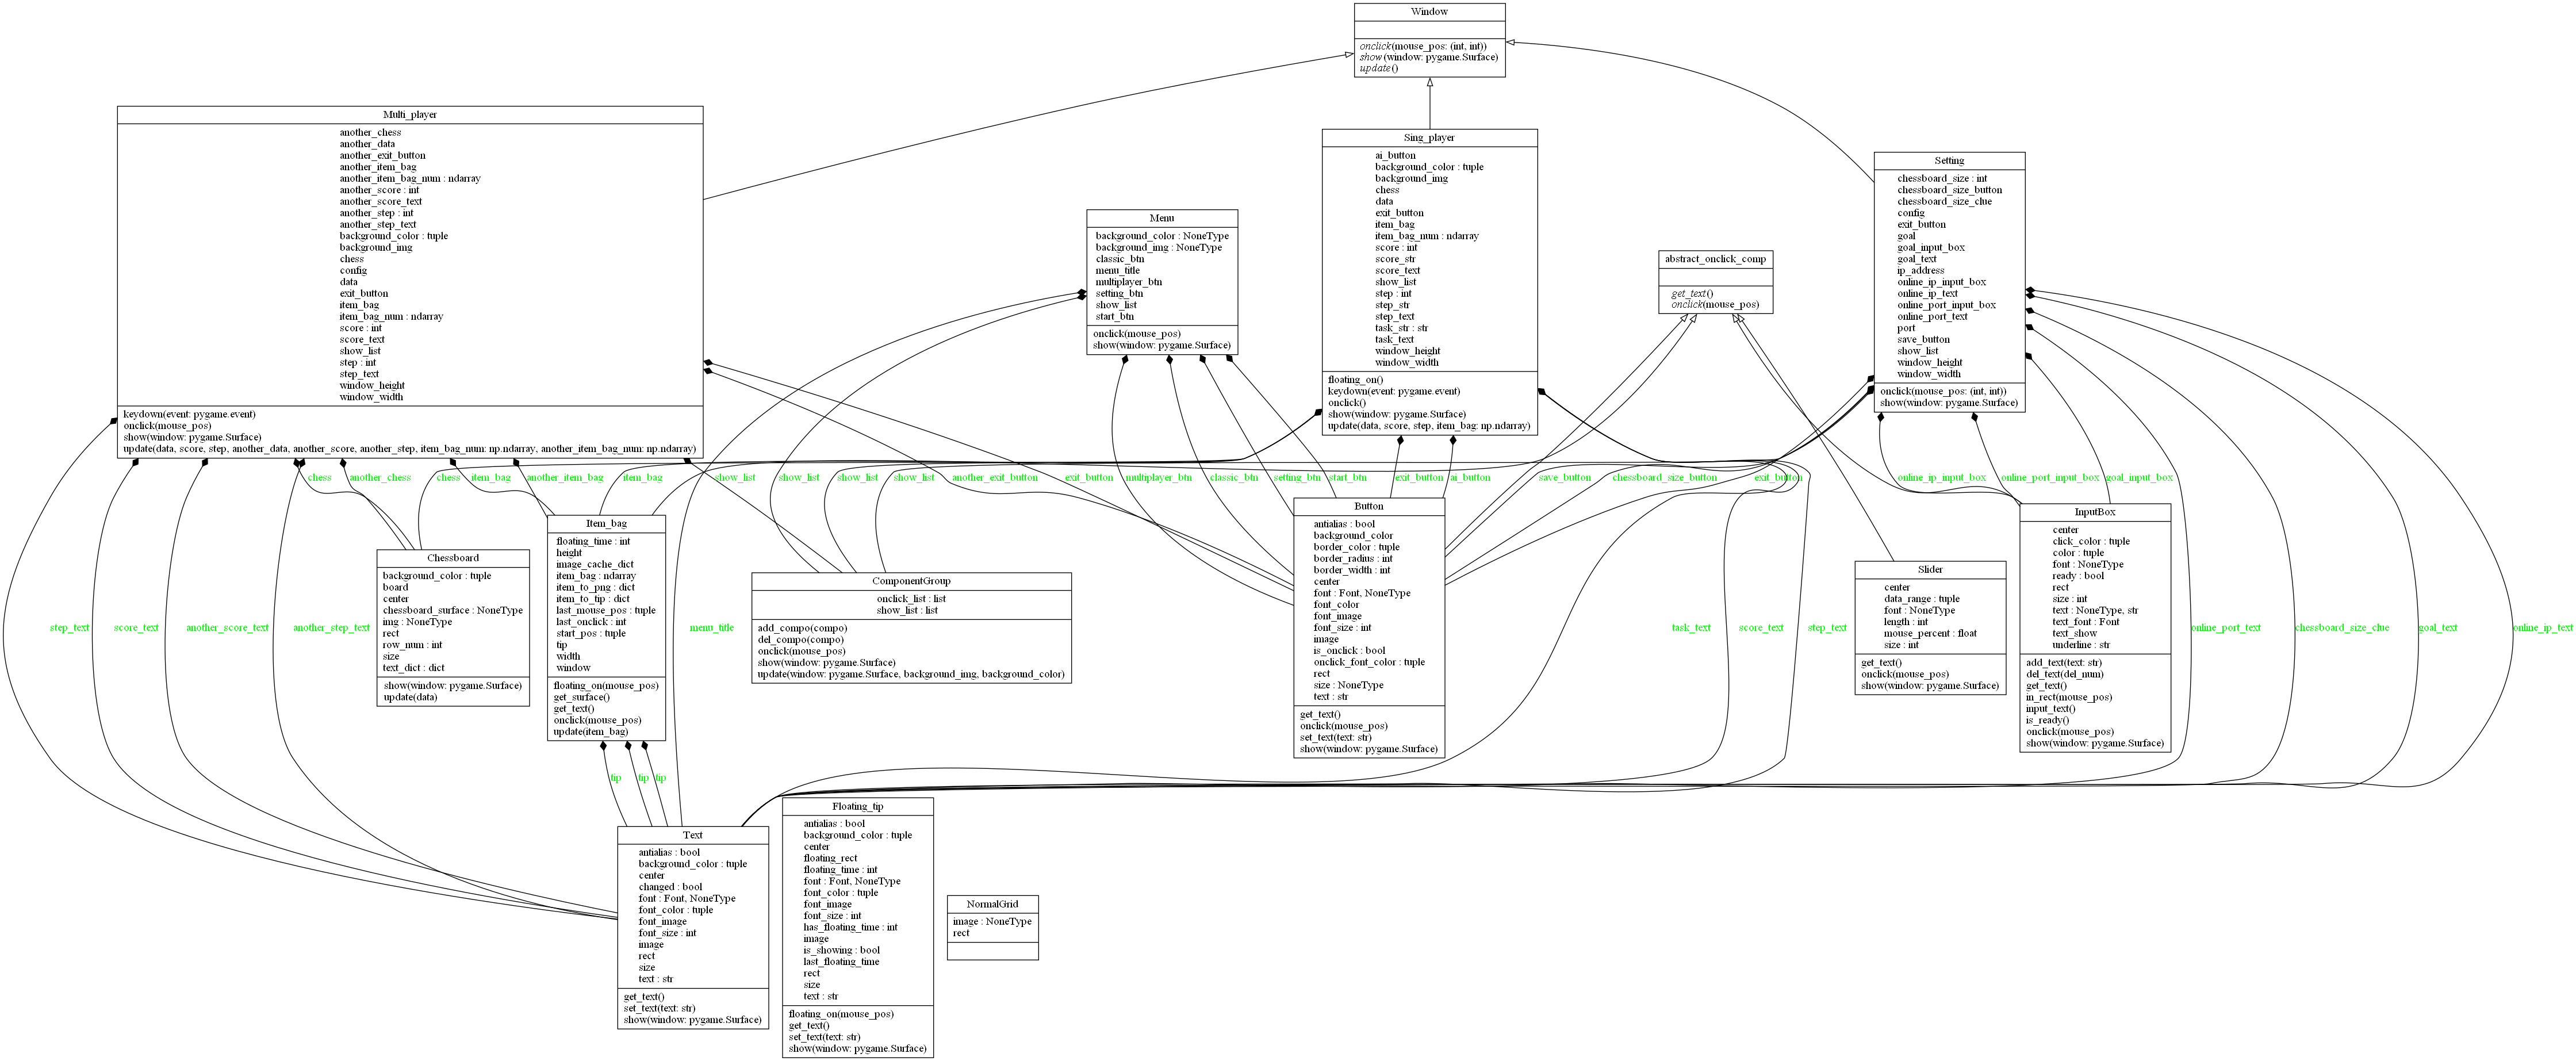 Window
onclick(mouse_pos: (int, int))
show(window: pygame.Surface)
update()
Multi_player
another_chess
another_data
another_exit_button
another_item_bag
another_item_bag_num : ndarray
another_score : int
another_score_text
another_step : int
another_step_text
background_color : tuple
background_img
chess
config
data
exit_button
item_bag
item_bag_num : ndarray
score : int
score_text
show_list
step : int
step_text
window_height
window_width
keydown(event: pygame.event)
onclick(mouse_pos)
show(window: pygame.Surface)
update(data, score, step, another_data, another_score, another_step, item_bag_num: np.ndarray, another_item_bag_num: np.ndarray)
Menu
background_color : NoneType
background_img : NoneType
classic_btn
menu_title
multiplayer_btn
setting_btn
show_list
start_btn
onclick(mouse_pos)
show(window: pygame.Surface)
Sing_player
ai_button
background_color : tuple
background_img
chess
data
exit_button
item_bag
item_bag_num : ndarray
score : int
score_str
score_text
show_list
step : int
step_str
step_text
task_str : str
task_text
window_height
window_width
floating_on()
keydown(event: pygame.event)
onclick()
show(window: pygame.Surface)
update(data, score, step, item_bag: np.ndarray)
abstract_onclick_comp
get_text()
onclick(mouse_pos)
Setting
chessboard_size : int
chessboard_size_button
chessboard_size_clue
config
exit_button
goal
goal_input_box
goal_text
ip_address
online_ip_input_box
online_ip_text
online_port_input_box
online_port_text
port
save_button
show_list
window_height
window_width
onclick(mouse_pos: (int, int))
show(window: pygame.Surface)
chess
another_chess
chess
item_bag
another_item_bag
item_bag
show_list
show_list
show_list
show_list
another_exit_button
exit_button
multiplayer_btn
classic_btn
setting_btn
start_btn
exit_button
ai_button
save_button
chessboard_size_button
exit_button
online_ip_input_box
online_port_input_box
goal_input_box
Chessboard
background_color : tuple
board
center
chessboard_surface : NoneType
img : NoneType
rect
row_num : int
size
text_dict : dict
show(window: pygame.Surface)
update(data)
Item_bag
floating_time : int
height
image_cache_dict
item_bag : ndarray
item_to_png : dict
item_to_tip : dict
last_mouse_pos : tuple
last_onclick : int
start_pos : tuple
tip
width
window
floating_on(mouse_pos)
get_surface()
get_text()
onclick(mouse_pos)
update(item_bag)
ComponentGroup
onclick_list : list
show_list : list
add_compo(compo)
del_compo(compo)
onclick(mouse_pos)
show(window: pygame.Surface)
update(window: pygame.Surface, background_img, background_color)
Button
antialias : bool
background_color
border_color : tuple
border_radius : int
border_width : int
center
font : Font, NoneType
font_color
font_image
font_size : int
image
is_onclick : bool
onclick_font_color : tuple
rect
size : NoneType
text : str
get_text()
onclick(mouse_pos)
set_text(text: str)
show(window: pygame.Surface)
Slider
center
data_range : tuple
font : NoneType
length : int
mouse_percent : float
size : int
get_text()
onclick(mouse_pos)
show(window: pygame.Surface)
InputBox
center
click_color : tuple
color : tuple
font : NoneType
ready : bool
rect
size : int
text : NoneType, str
text_font : Font
text_show
underline : str
add_text(text: str)
del_text(del_num)
get_text()
in_rect(mouse_pos)
input_text()
is_ready()
onclick(mouse_pos)
show(window: pygame.Surface)
step_text
score_text
another_score_text
another_step_text
menu_title
task_text
score_text
step_text
online_port_text
chessboard_size_clue
goal_text
online_ip_text
tip
tip
tip
Text
antialias : bool
background_color : tuple
center
changed : bool
font : Font, NoneType
font_color : tuple
font_image
font_size : int
image
rect
size
text : str
get_text()
set_text(text: str)
show(window: pygame.Surface)
Floating_tip
antialias : bool
background_color : tuple
center
floating_rect
floating_time : int
font : Font, NoneType
font_color : tuple
font_image
font_size : int
has_floating_time : int
image
is_showing : bool
last_floating_time
rect
size
text : str
floating_on(mouse_pos)
get_text()
set_text(text: str)
show(window: pygame.Surface)
NormalGrid
image : NoneType
rect